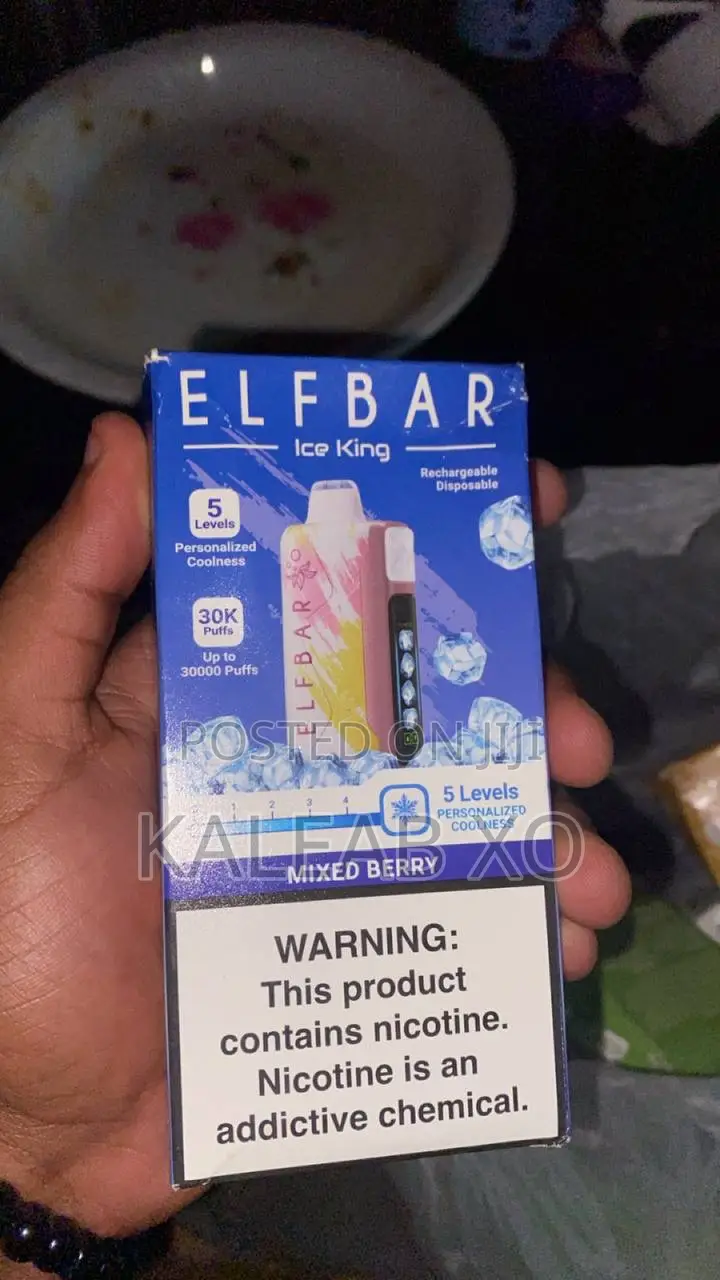 ELFBAR
Ice King
Rechargeable
Disposable
5
Levels
Personalized
Coolness
30K
Puffs
Up to
30000 Puffs
ELFBAR
POSTED ON JIJI
1 2 3 4
5 Levels
PERSONALIZED
COOLNESS
KALEAB XO
MIXED BERRY
WARNING:
This product
contains nicotine.
Nicotine is an
addictive chemical.